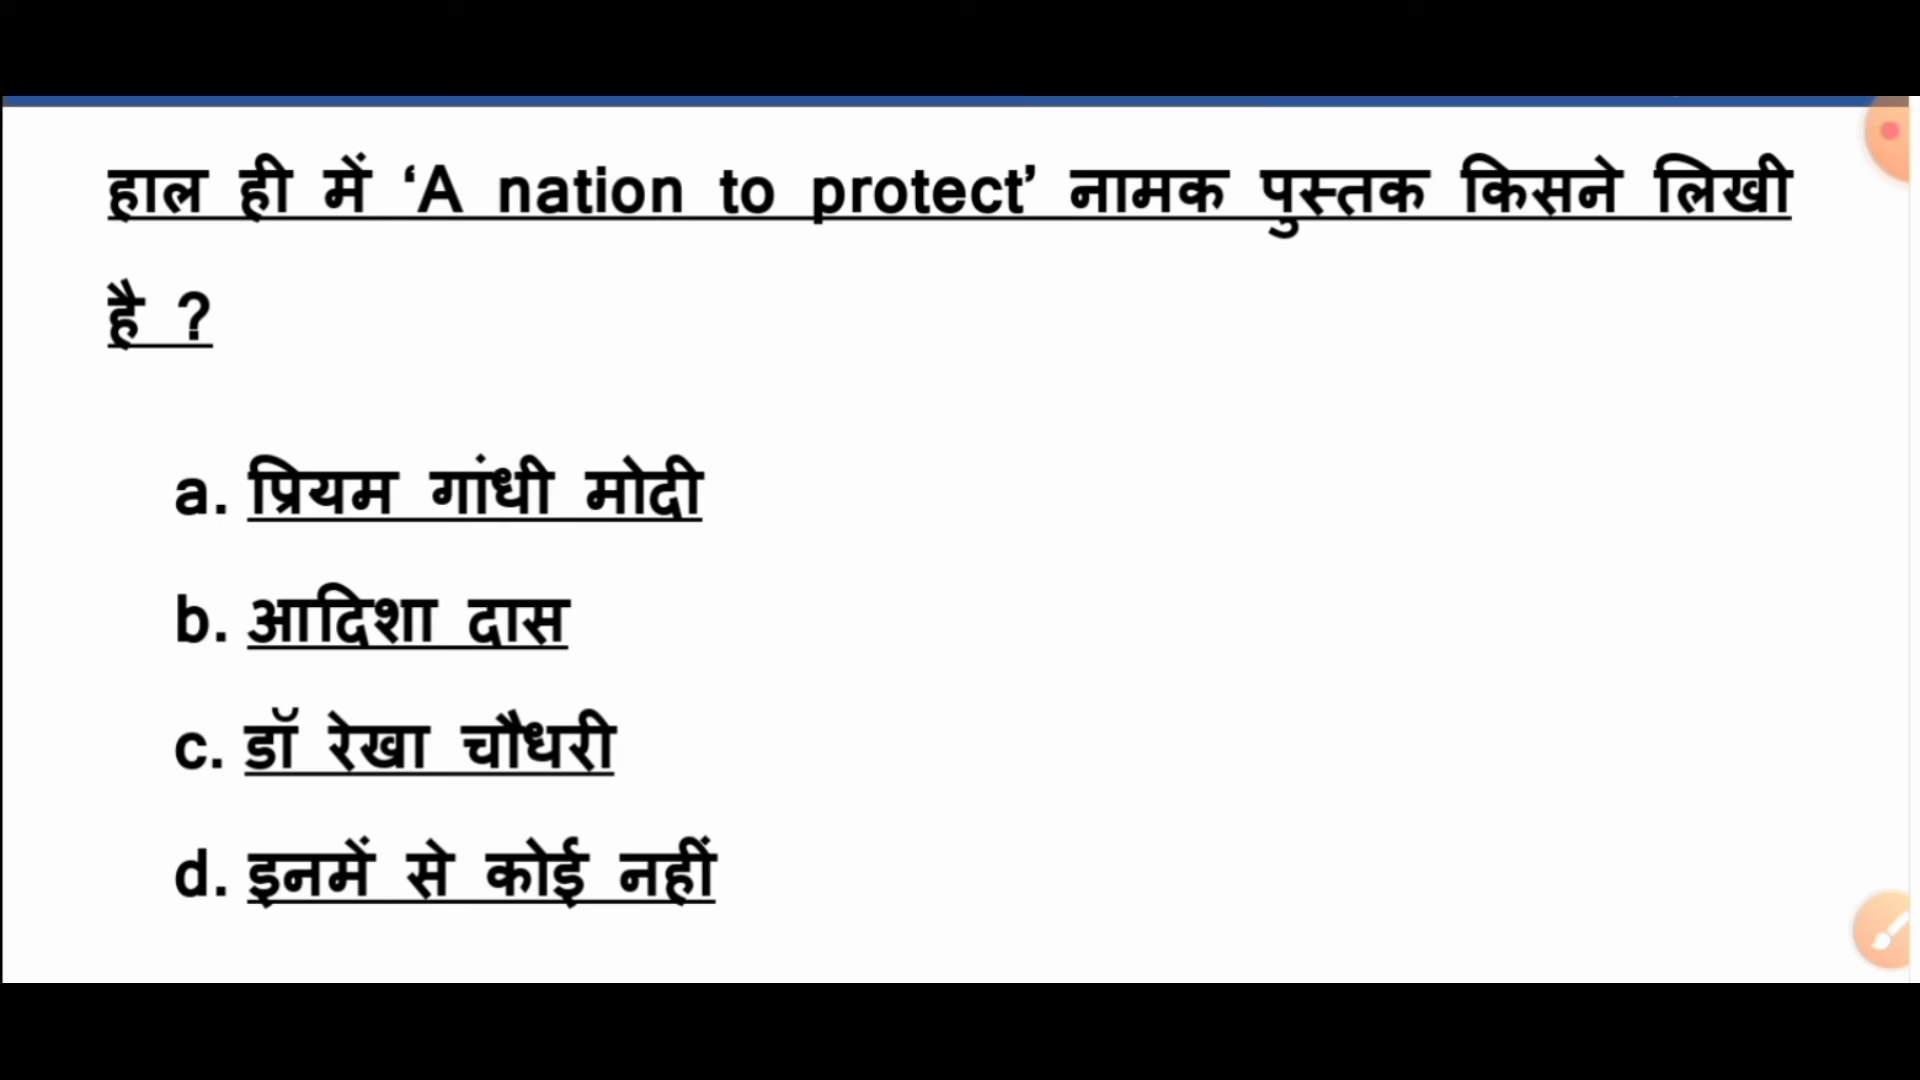 हाल ही में ‘A nation to protect’ नामक पुस्तक किसने लिखी
है ?
a. प्रियम गांधी मोदी
b. आदिशा दास
c. डॉ रेखा चौधरी
d. इनमें से कोई नहीं